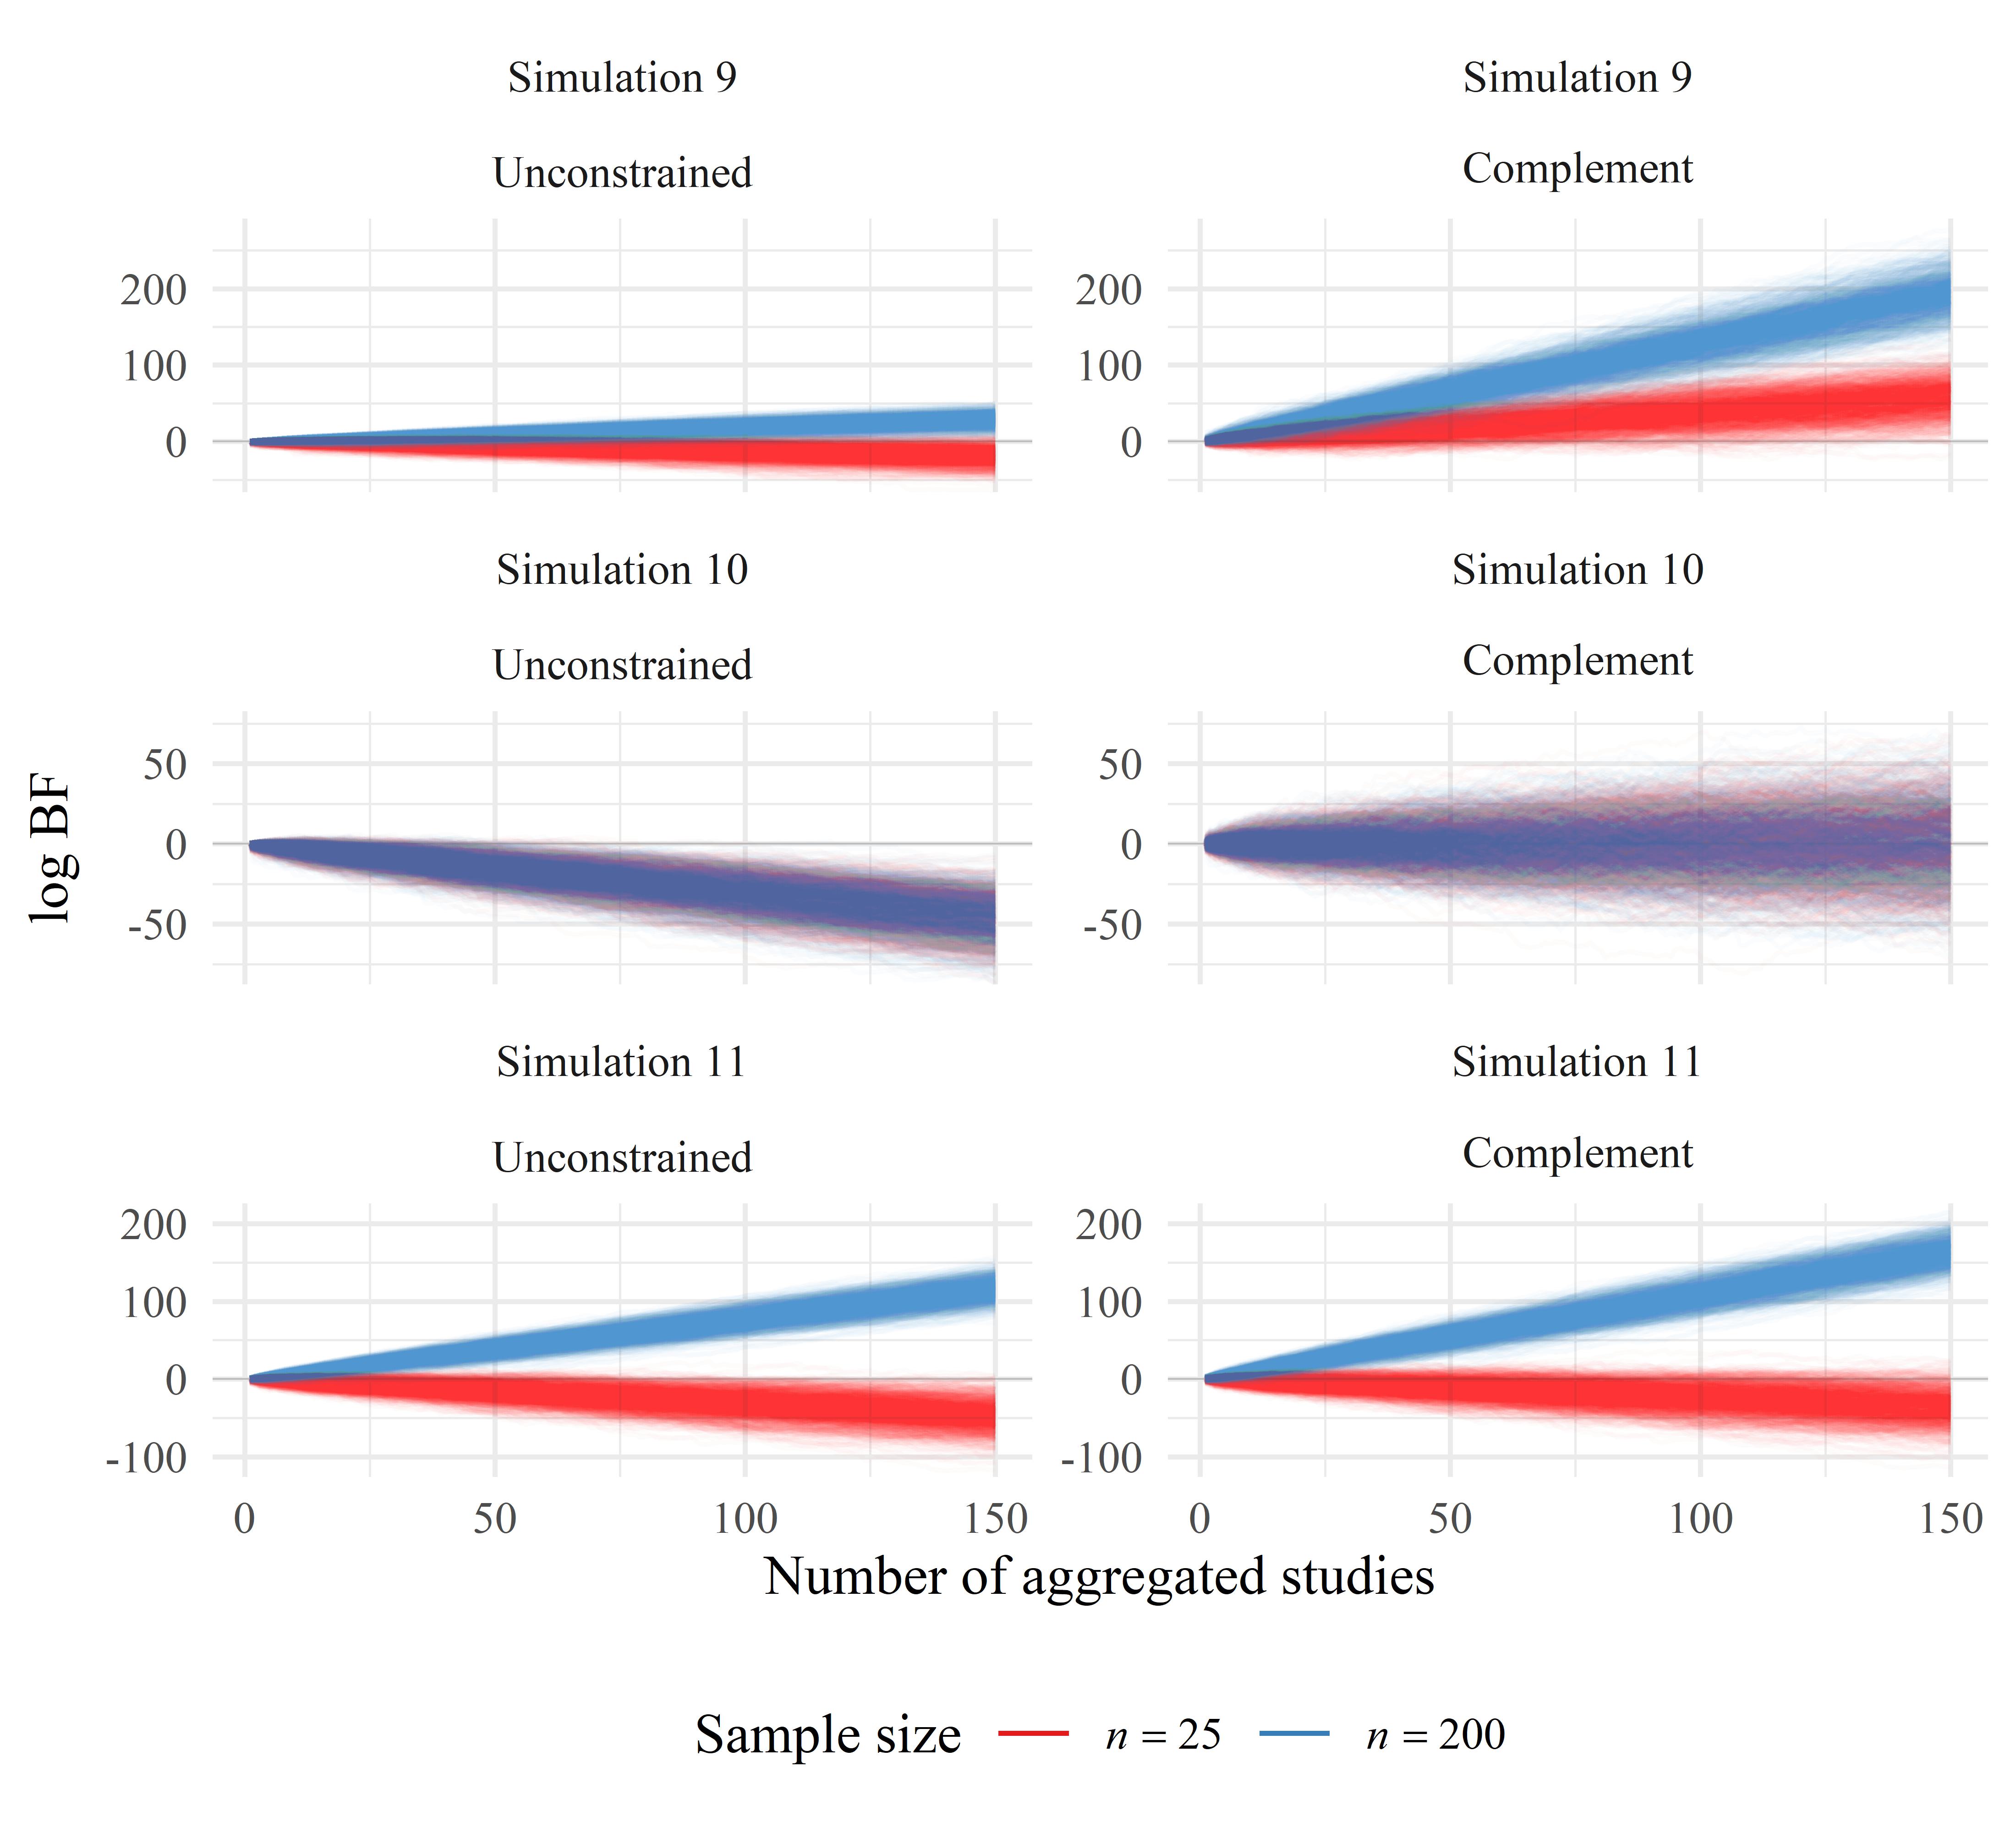 Simulation 9 Simulation 9
Unconstrained Complement
200 200
100 100
0 0
Simulation 10 Simulation 10
Unconstrained Complement
50 50
0 0
-50 -50
log BF
Simulation 11 Simulation 11
Unconstrained Complement
200 200
100 100
0 0
-100 -100
0 50 100 150 0 50 100 150
Number of aggregated studies
Sample size n = 25 n = 200